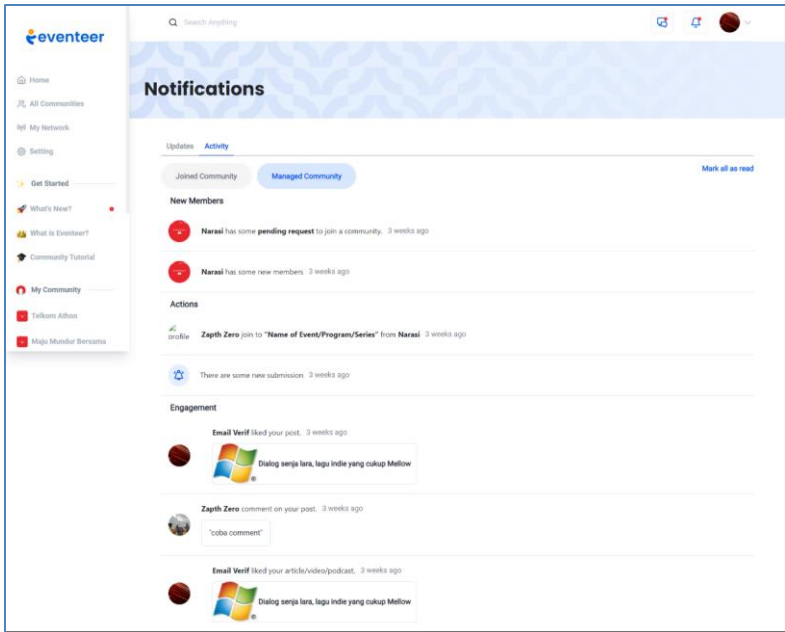 eventeer
Search Anything
Home
All Communities
My Network
Setting
Get Started
What's New?
What is Eventeer?
Community Tutorial
My Community
Telkom Athon
Maju Mundur Bersama
Notifications
Updates Activity
Joined Community Managed Community Mark all as read
New Members
Narasi has some pending request to join a community. 3 weeks ago
Narasi has some new members 3 weeks ago
Actions
profile Zapth Zero join to "Name of Event/Program/Series" from Narasi 3 weeks ago
There are some new submission 3 weeks ago
Engagement
Email Verif liked your post. 3 weeks ago
Dialog senja lara, lagu indie yang cukup Mellow
Zapth Zero comment on your post. 3 weeks ago
"coba comment"
Email Verif liked your article/video/podcast. 3 weeks ago
Dialog senja lara, lagu indie yang cukup Mellow